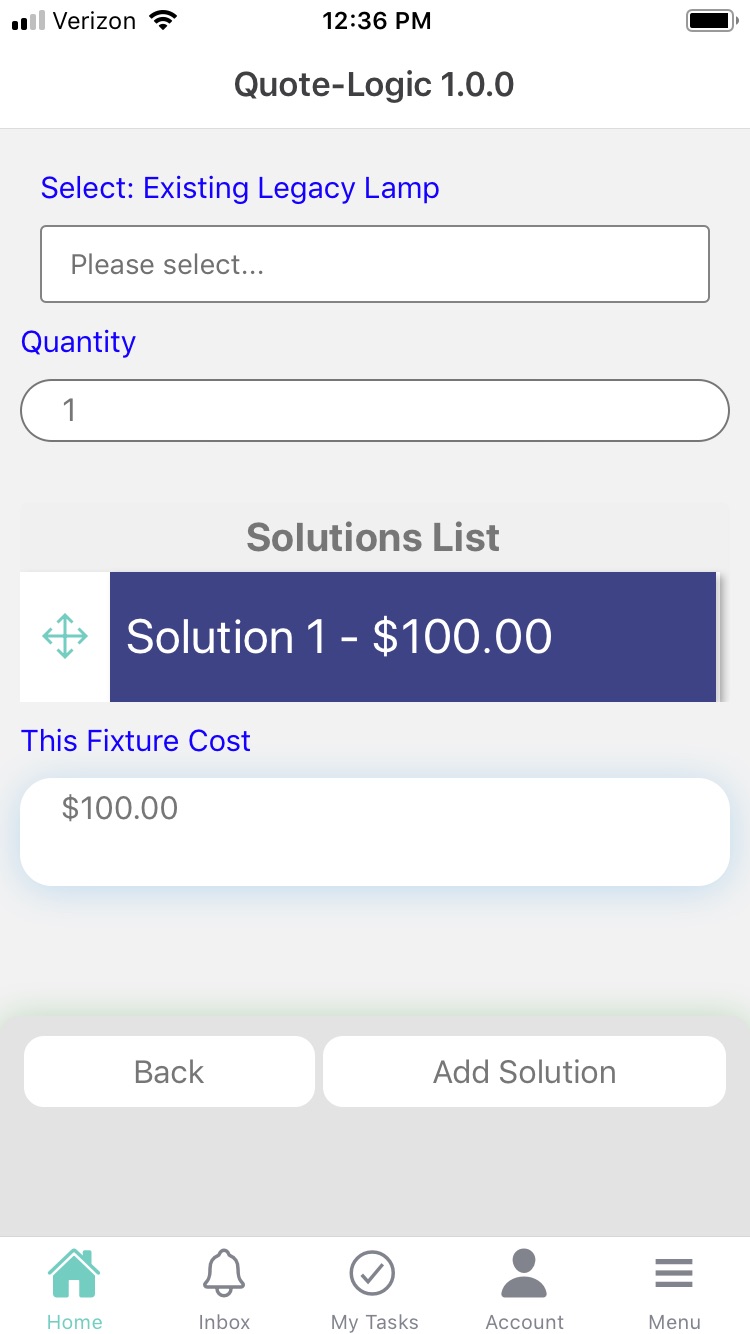 Verizon 12:36 PM
Quote-Logic 1.0.0
Select: Existing Legacy Lamp
Please select...
Quantity
1
Solutions List
Solution 1 - $100.00
This Fixture Cost
$100.00
Back Add Solution
Home Inbox My Tasks Account Menu